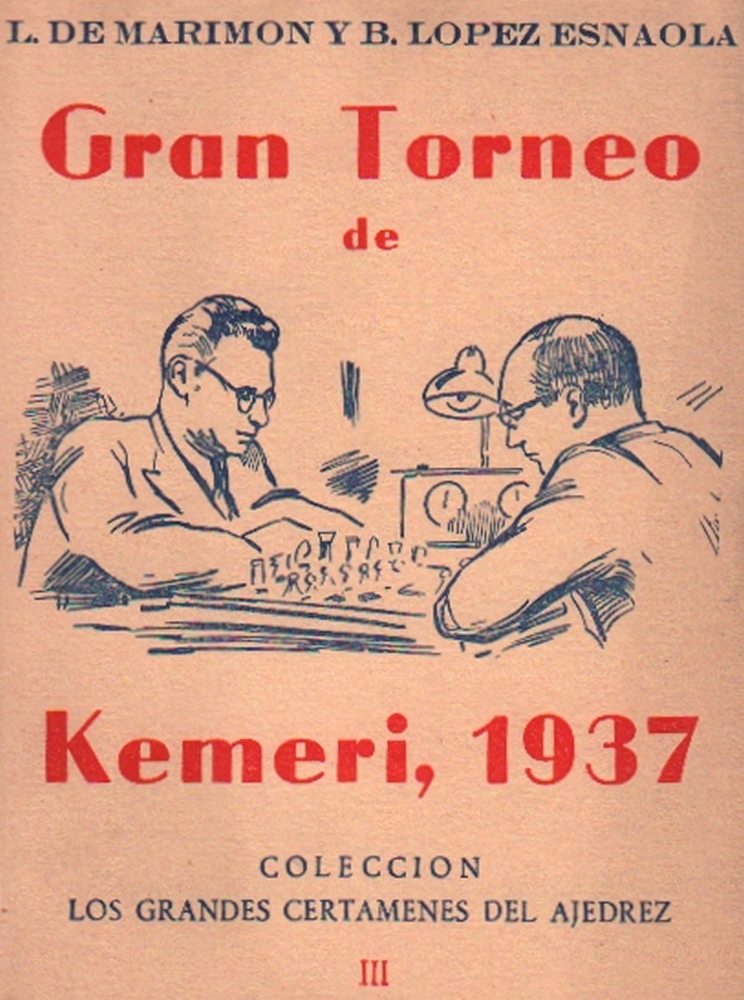 L. DE MARIMON Y B. LOPEZ ESNAOLA
Gran Torneo
de
Kemeri, 1937
COLECCION
LOS GRANDES CERTAMENES DEL AJEDREZ
III